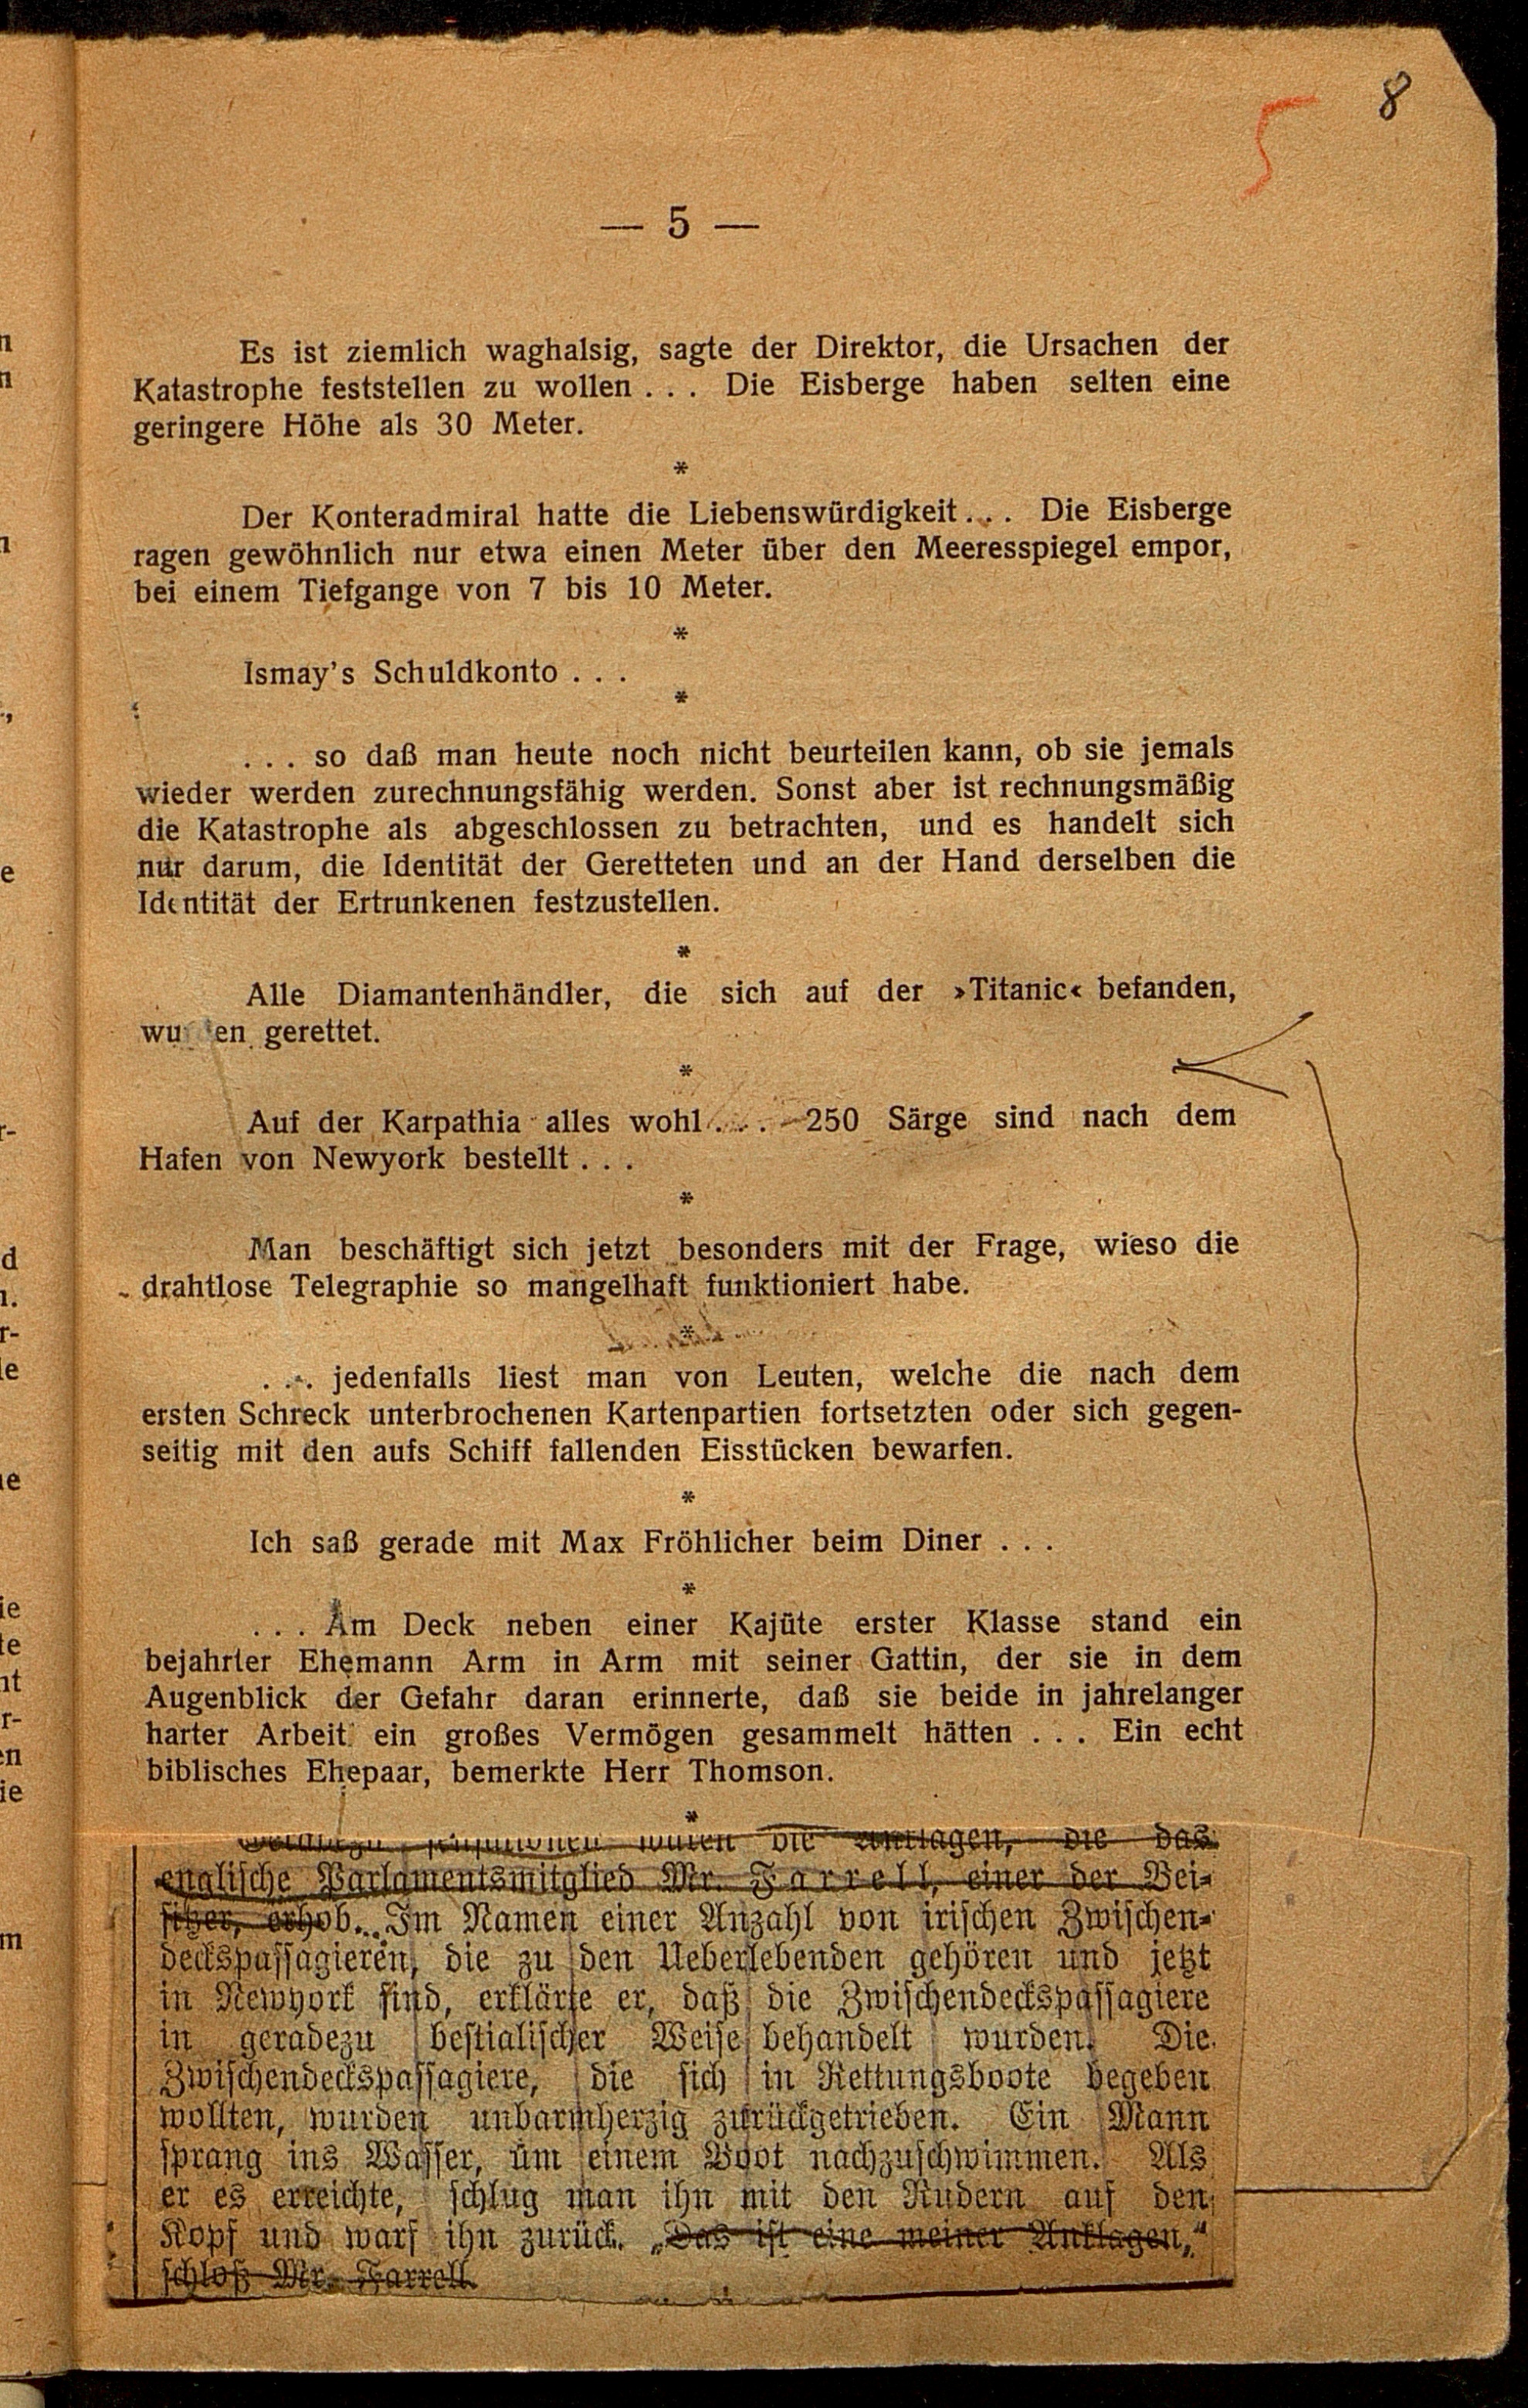 8
5
— 5 —
Es ist ziemlich waghalsig, sagte der Direktor, die Ursachen der
Katastrophe feststellen zu wollen . . . Die Eisberge haben selten eine
geringere Höhe als 30 Meter.
*
Der Konteradmiral hatte die Liebenswürdigkeit . . . Die Eisberge
ragen gewöhnlich nur etwa einen Meter über den Meeresspiegel empor,
bei einem Tiefgange von 7 bis 10 Meter.
*
Ismay's Schuldkonto . . .
*
. . . so daß man heute noch nicht beurteilen kann, ob sie jemals
wieder werden zurechnungsfähig werden. Sonst aber ist rechnungsmäßig
die Katastrophe als abgeschlossen zu betrachten, und es handelt sich
nur darum, die Identität der Geretteten und an der Hand derselben die
Identität der Ertrunkenen festzustellen.
*
Alle Diamantenhändler, die sich auf der »Titanic« befanden,
wurden gerettet.
*
Auf der Karpathia alles wohl . . . 250 Särge sind nach dem
Hafen von Newyork bestellt . . .
*
Man beschäftigt sich jetzt besonders mit der Frage, wieso die
drahtlose Telegraphie so mangelhaft funktioniert habe.
*
. . . jedenfalls liest man von Leuten, welche die nach dem
ersten Schreck unterbrochenen Kartenpartien fortsetzten oder sich gegen-
seitig mit den aufs Schiff fallenden Eisstücken bewarfen.
*
Ich saß gerade mit Max Fröhlicher beim Diner . . .
*
. . . Am Deck neben einer Kajüte erster Klasse stand ein
bejahrter Ehemann Arm in Arm mit seiner Gattin, der sie in dem
Augenblick der Gefahr daran erinnerte, daß sie beide in jahrelanger
harter Arbeit ein großes Vermögen gesammelt hätten . . . Ein echt
biblisches Ehepaar, bemerkte Herr Thomson.
*
waren die Anklagen, die das
englische Parlamentsmitglied Mr. Farrell, einer der Bei-
sitzer, erhob. . . Im Namen einer Anzahl von irischen Zwischen-
deckspassagieren, die zu den Ueberlebenden gehören und jetzt
in Newyork sind, erklärte er, daß die Zwischendeckspassagiere
in geradezu bestialischer Weise behandelt wurden. Die
Zwischendeckspassagiere, die sich in Rettungsboote begeben
wollten, wurden unbarmherzig zurückgetrieben. Ein Mann
sprang ins Wasser, um einem Boot nachzuschwimmen. Als
er es erreichte, schlug man ihn mit den Rudern auf den
Kopf und warf ihn zurück. „Das ist eine meiner Anklagen,"
schloß Mr. Farrell.